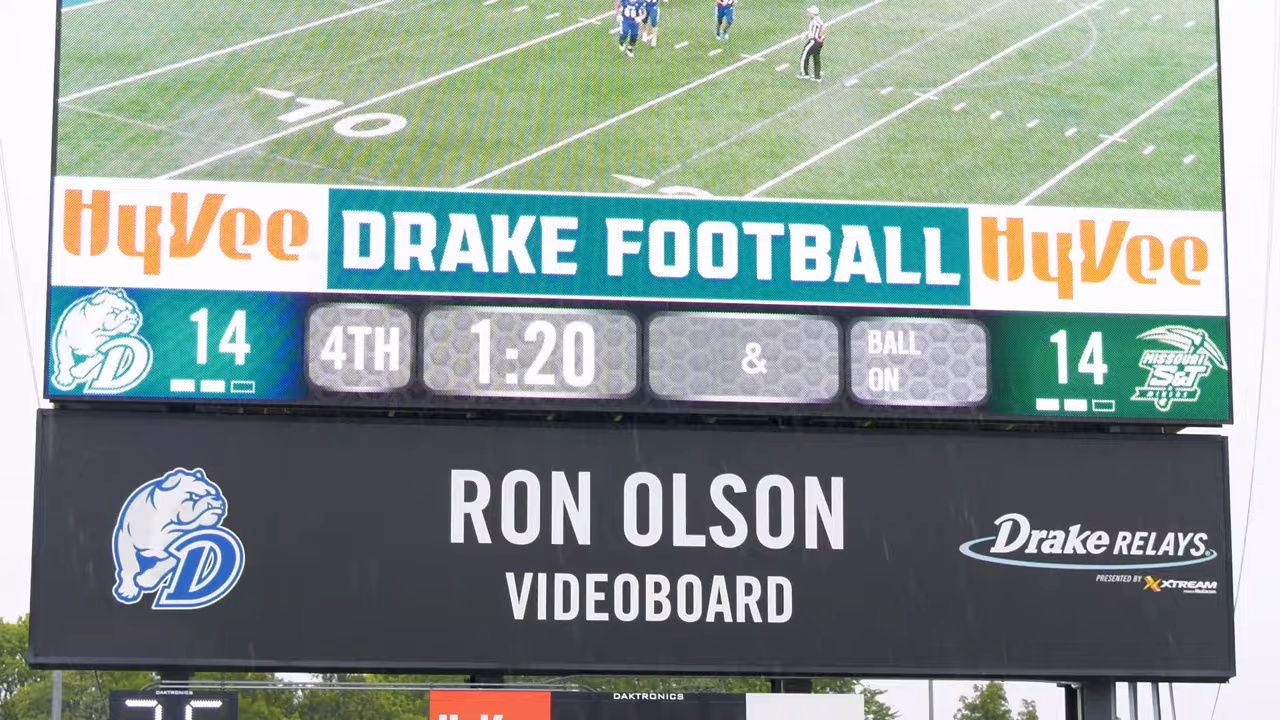 10
HyVee DRAKE FOOTBALL HyVee
D 14 4TH 1:20 & BALL ON 14 MISSOURI S&T MINERS
RON OLSON
VIDEOBOARD
D
Drake RELAYS
PRESENTED BY XTREAM
DAKTRONICS
DAKTRONICS